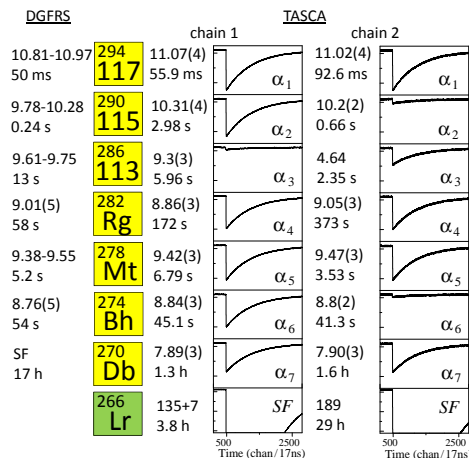 DGFRS TASCA
chain 1 chain 2
10.81-10.97 294 11.07(4) 11.02(4)
50 ms 117 55.9 ms α1 92.6 ms α1
9.78-10.28 290 10.31(4) 10.2(2)
0.24 s 115 2.98 s α2 0.66 s α2
9.61-9.75 286 9.3(3) 4.64
13 s 113 5.96 s α3 2.35 s α3
9.01(5) 282 8.86(3) 9.05(3)
58 s Rg 172 s α4 373 s α4
9.38-9.55 278 9.42(3) 9.47(3)
5.2 s Mt 6.79 s α5 3.53 s α5
8.76(5) 274 8.84(3) 8.8(2)
54 s Bh 45.1 s α6 41.3 s α6
SF 270 7.89(3) 7.90(3)
17 h Db 1.3 h α7 1.6 h α7
266 135+7 SF 189 SF
Lr 3.8 h 29 h
500 2500 500 2500
Time (chan/17ns) Time (chan/17ns)